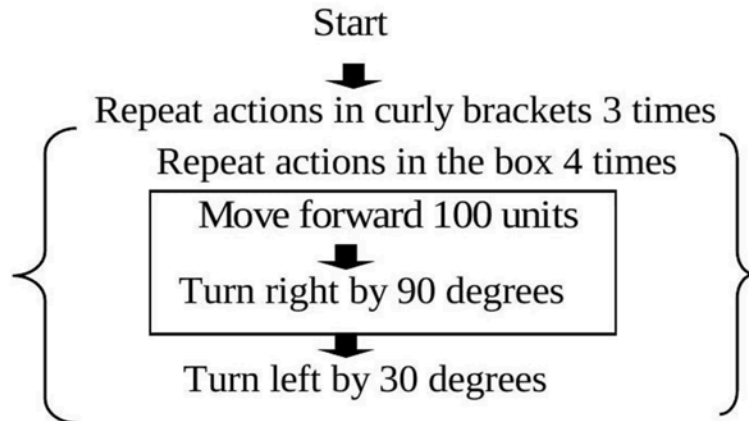 Start
Repeat actions in curly brackets 3 times
Repeat actions in the box 4 times
Move forward 100 units
Turn right by 90 degrees
Turn left by 30 degrees